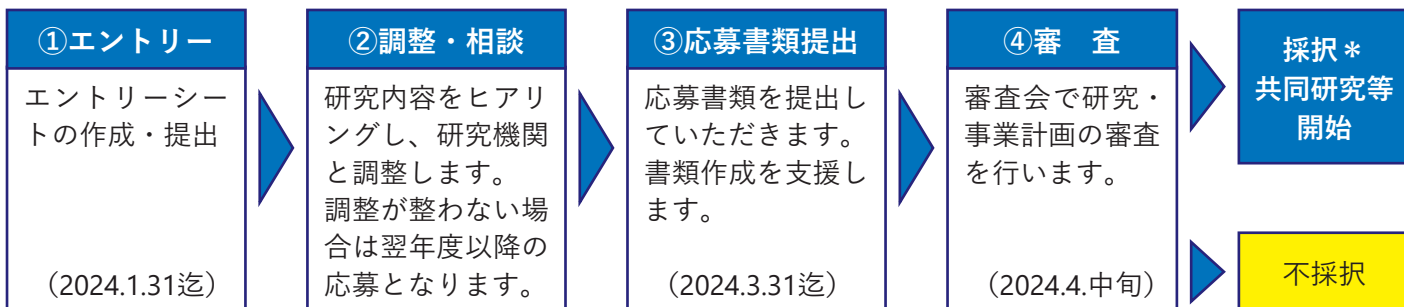 ①エントリー
エントリーシー
トの作成・提出
（2024.1.31迄）
②調整・相談
研究内容をヒアリ
ングし、研究機関
と調整します。
調整が整わない場
合は翌年度以降の
応募となります。
③応募書類提出
応募書類を提出し
ていただきます。
書類作成を支援し
ます。
（2024.3.31迄）
④審　査
審査会で研究・
事業計画の審査
を行います。
（2024.4.中旬）
採択＊
共同研究等
開始
不採択